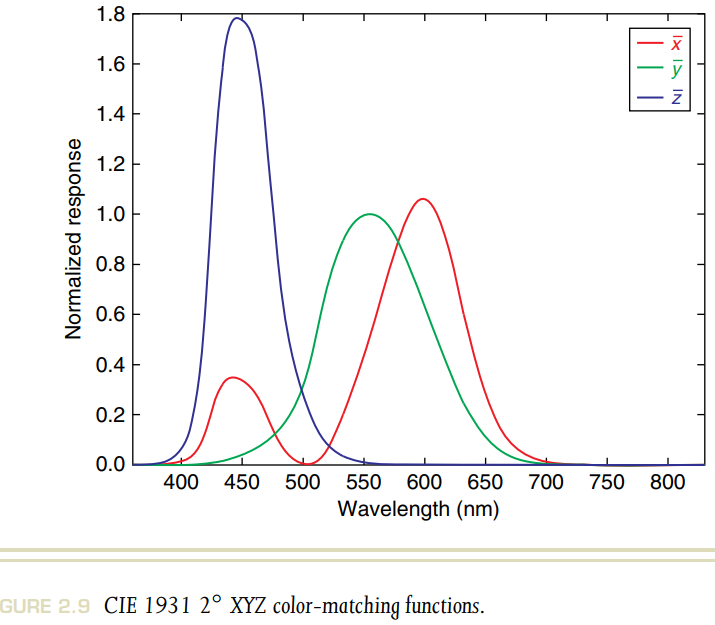 1.8
1.6
1.4
1.2
1.0
0.8
0.6
0.4
0.2
0.0
Normalized response
x̄
ȳ
z̄
400 450 500 550 600 650 700 750 800
Wavelength (nm)
GURE 2.9 CIE 1931 2° XYZ color-matching functions.